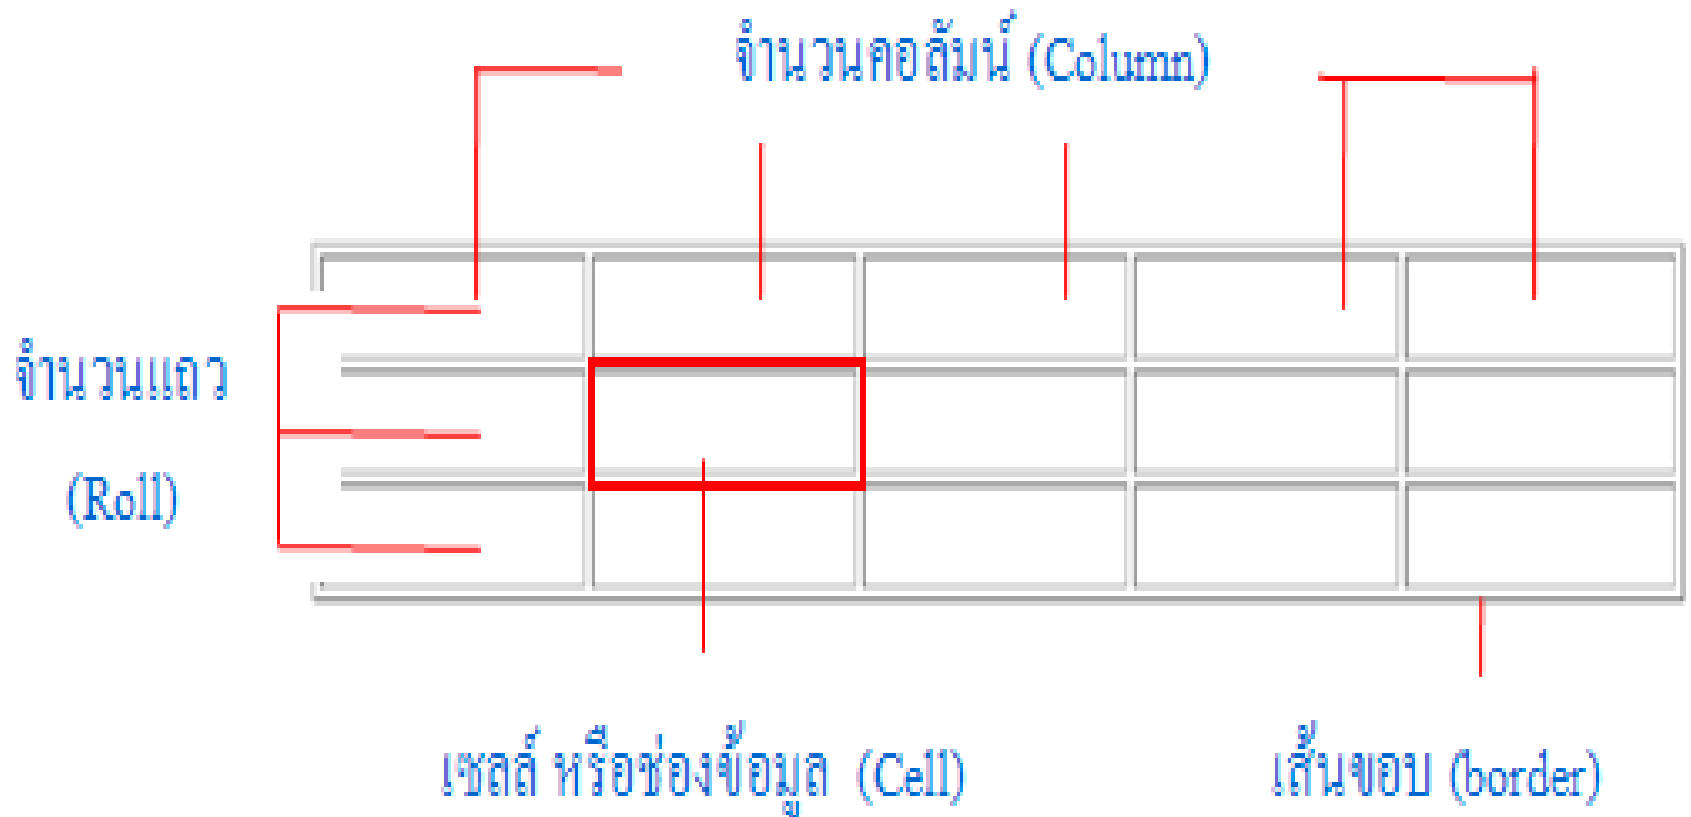 จำนวนคอลัมน์ (Column)
จำนวนแถว
(Roll)
เซลล์ หรือช่องข้อมูล (Cell)
เส้นขอบ (border)